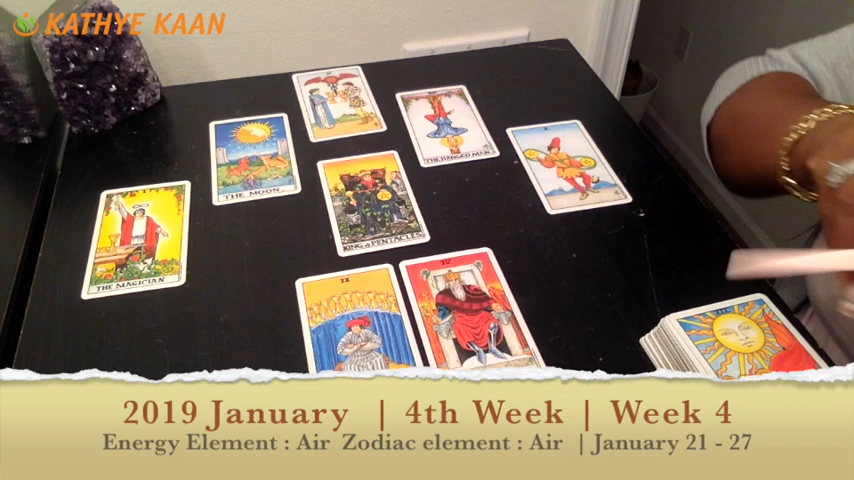 KATHYE KAAN
THE HANGED MAN
THE MOON
KING of PENTACLES
THE MAGICIAN
II
2019 January | 4th Week | Week 4
Energy Element : Air Zodiac element : Air | January 21 - 27